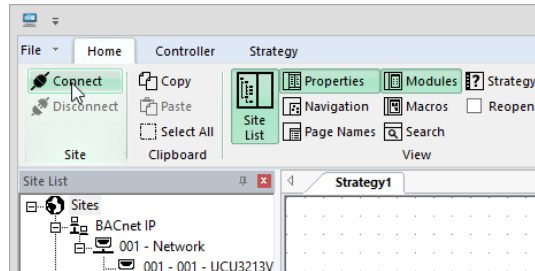 File Home Controller Strategy
Connect Copy Properties Modules Strategy
Disconnect Paste Navigation Macros Reopen
Select All Site List Page Names Search
Site Clipboard View
Site List Strategy1
Sites
BACnet IP
001 - Network
001 - 001 - UCU3213V